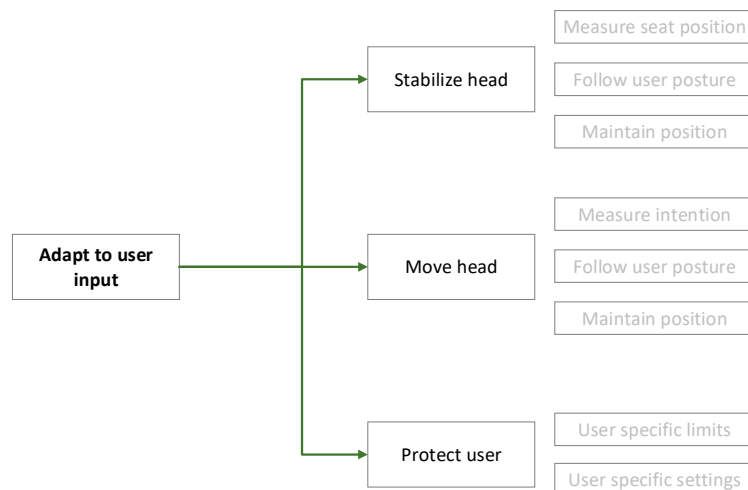 Measure seat position
Stabilize head
Follow user posture
Maintain position
Measure intention
Adapt to user
input
Move head
Follow user posture
Maintain position
User specific limits
Protect user
User specific settings